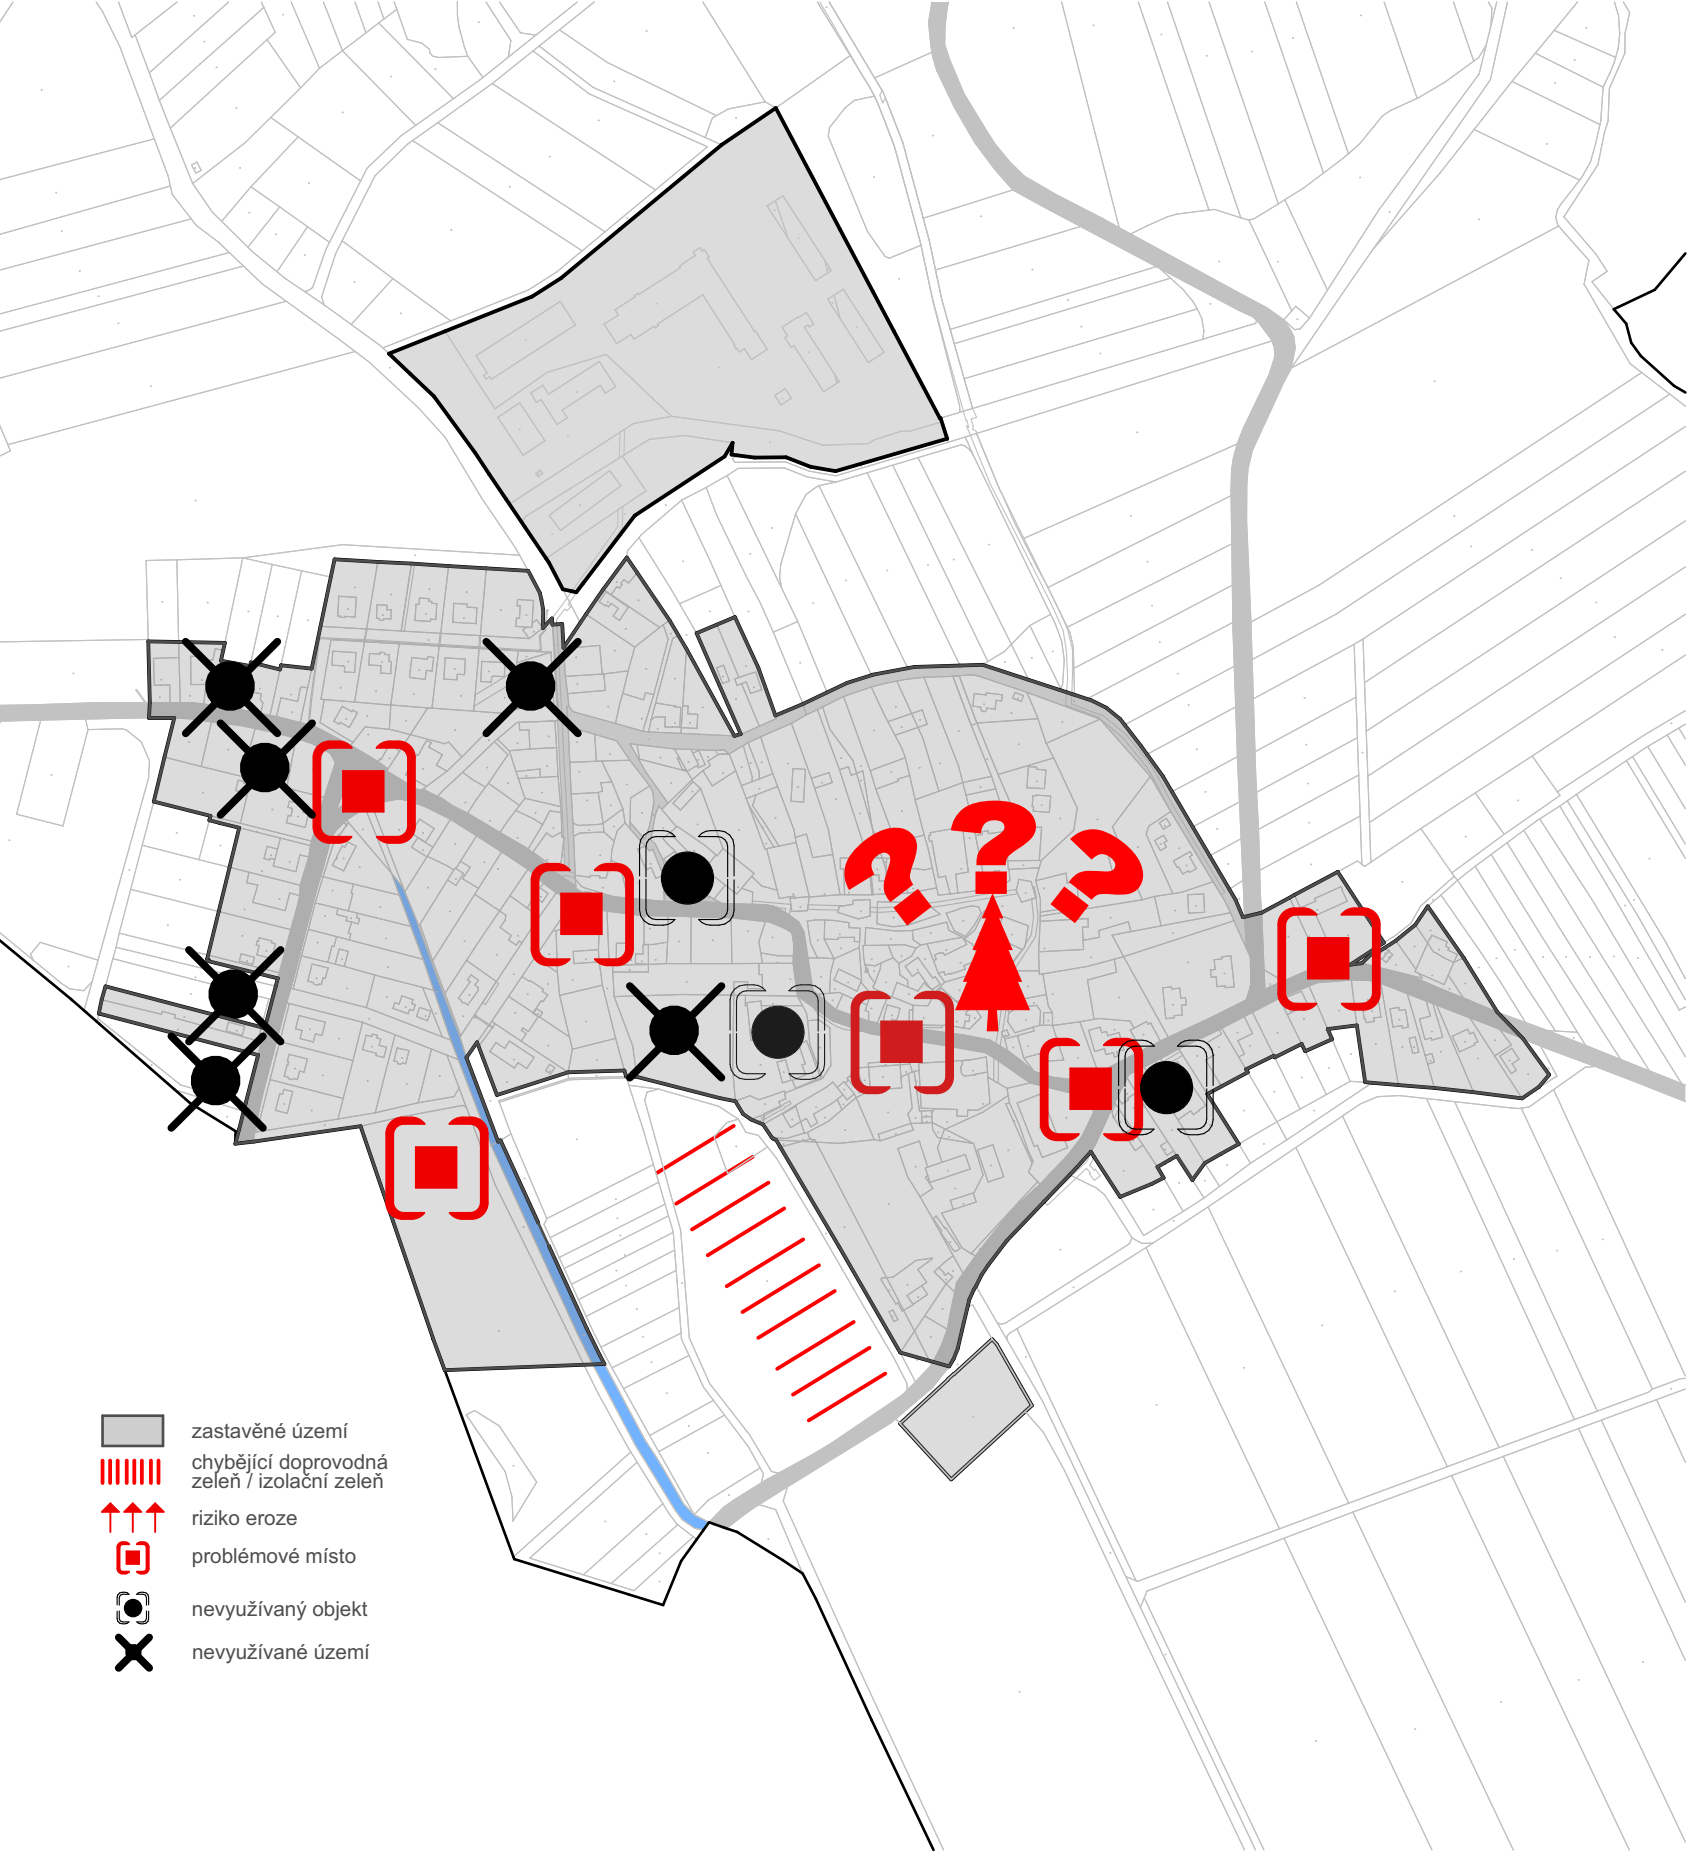 ? ? ?
zastavěné území
chybějící doprovodná
zeleň / izolační zeleň
riziko eroze
problémové místo
nevyužívaný objekt
nevyužívané území